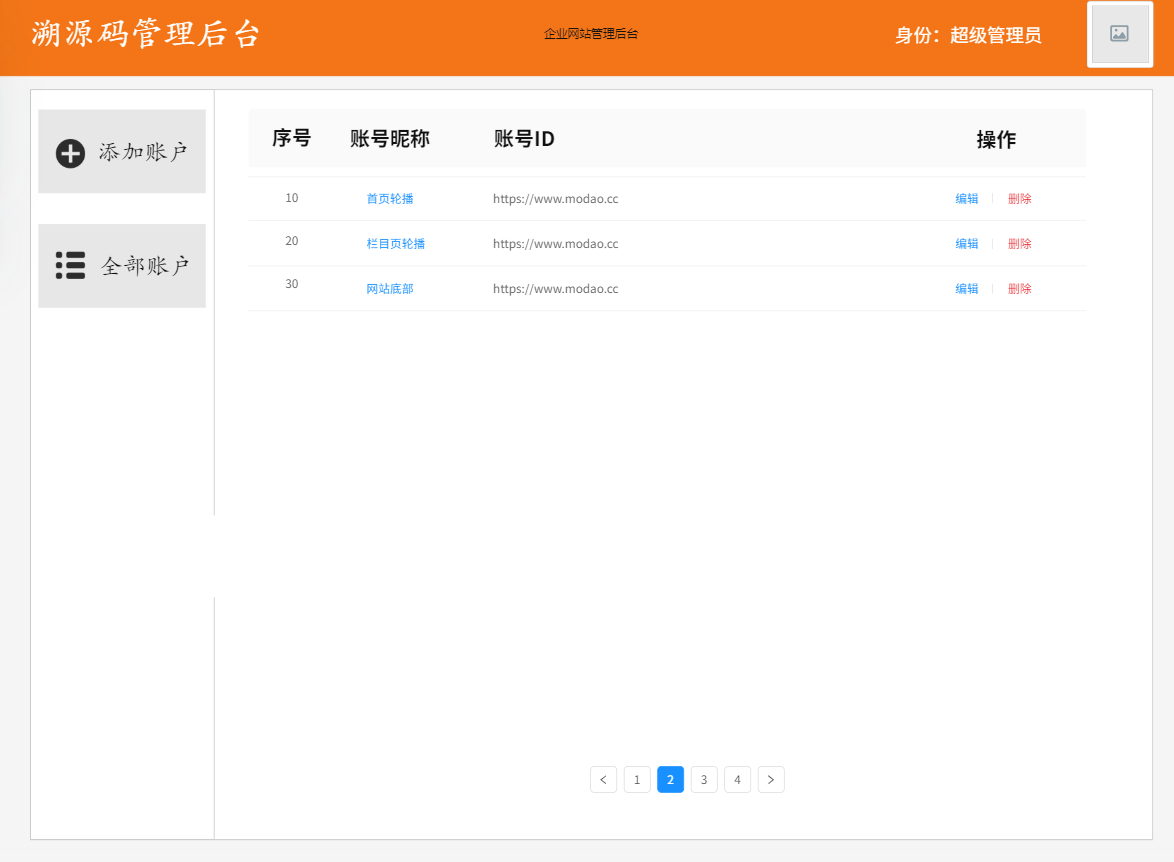 溯源码管理后台
企业网站管理后台
身份：超级管理员
添加账户
全部账户
序号 账号昵称 账号ID 操作
10 首页轮播 https://www.modao.cc 编辑 删除
20 栏目页轮播 https://www.modao.cc 编辑 删除
30 网站底部 https://www.modao.cc 编辑 删除
< 1 2 3 4 >